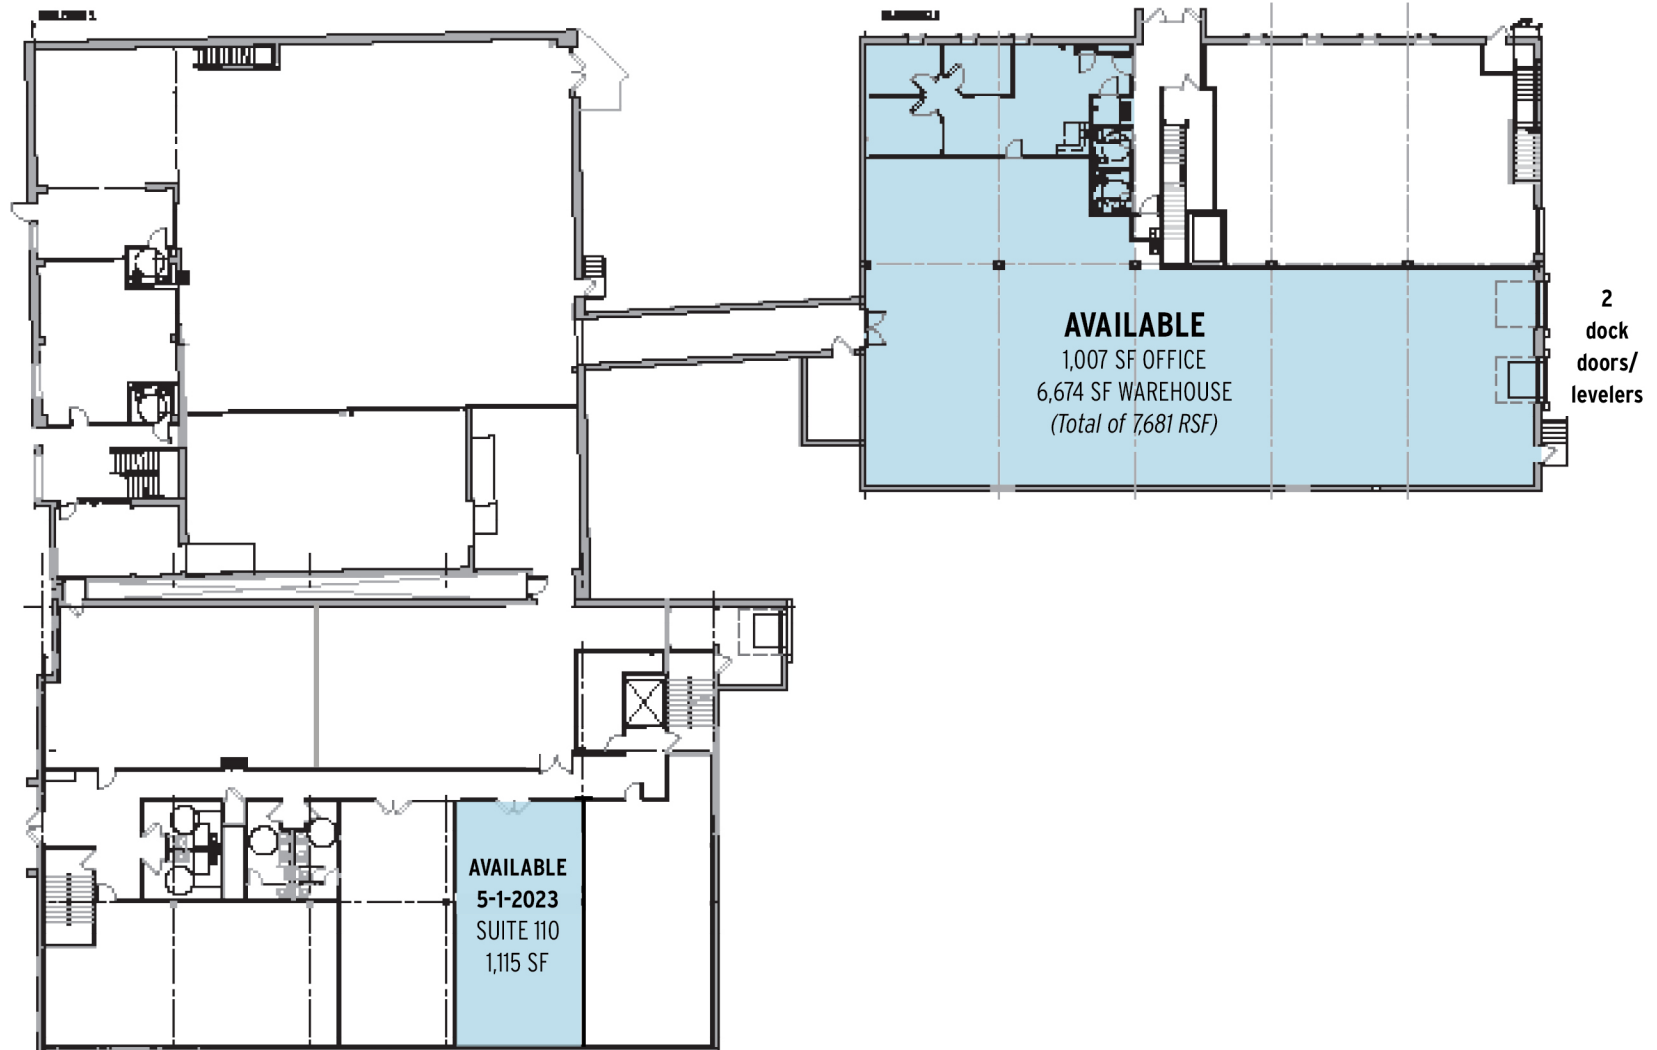 AVAILABLE
1,007 SF OFFICE
6,674 SF WAREHOUSE
(Total of 7,681 RSF)
2
dock
doors/
levelers
AVAILABLE
5-1-2023
SUITE 110
1,115 SF